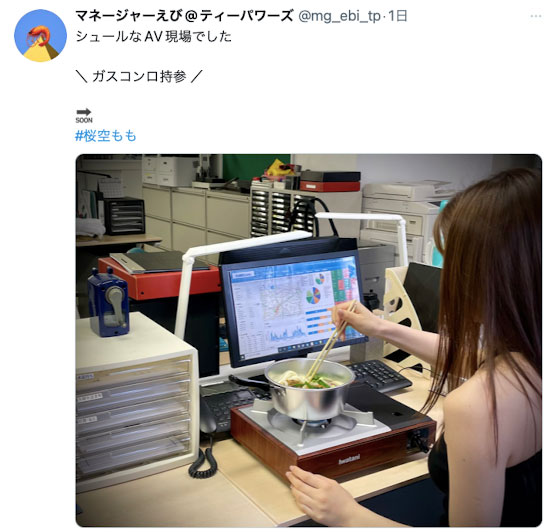 マネージャーえび@ティーパワーズ @mg_ebi_tp·1日
シュールなAV現場でした
＼ ガスコンロ持参 ／
SOON
#桜空もも
Iwatani